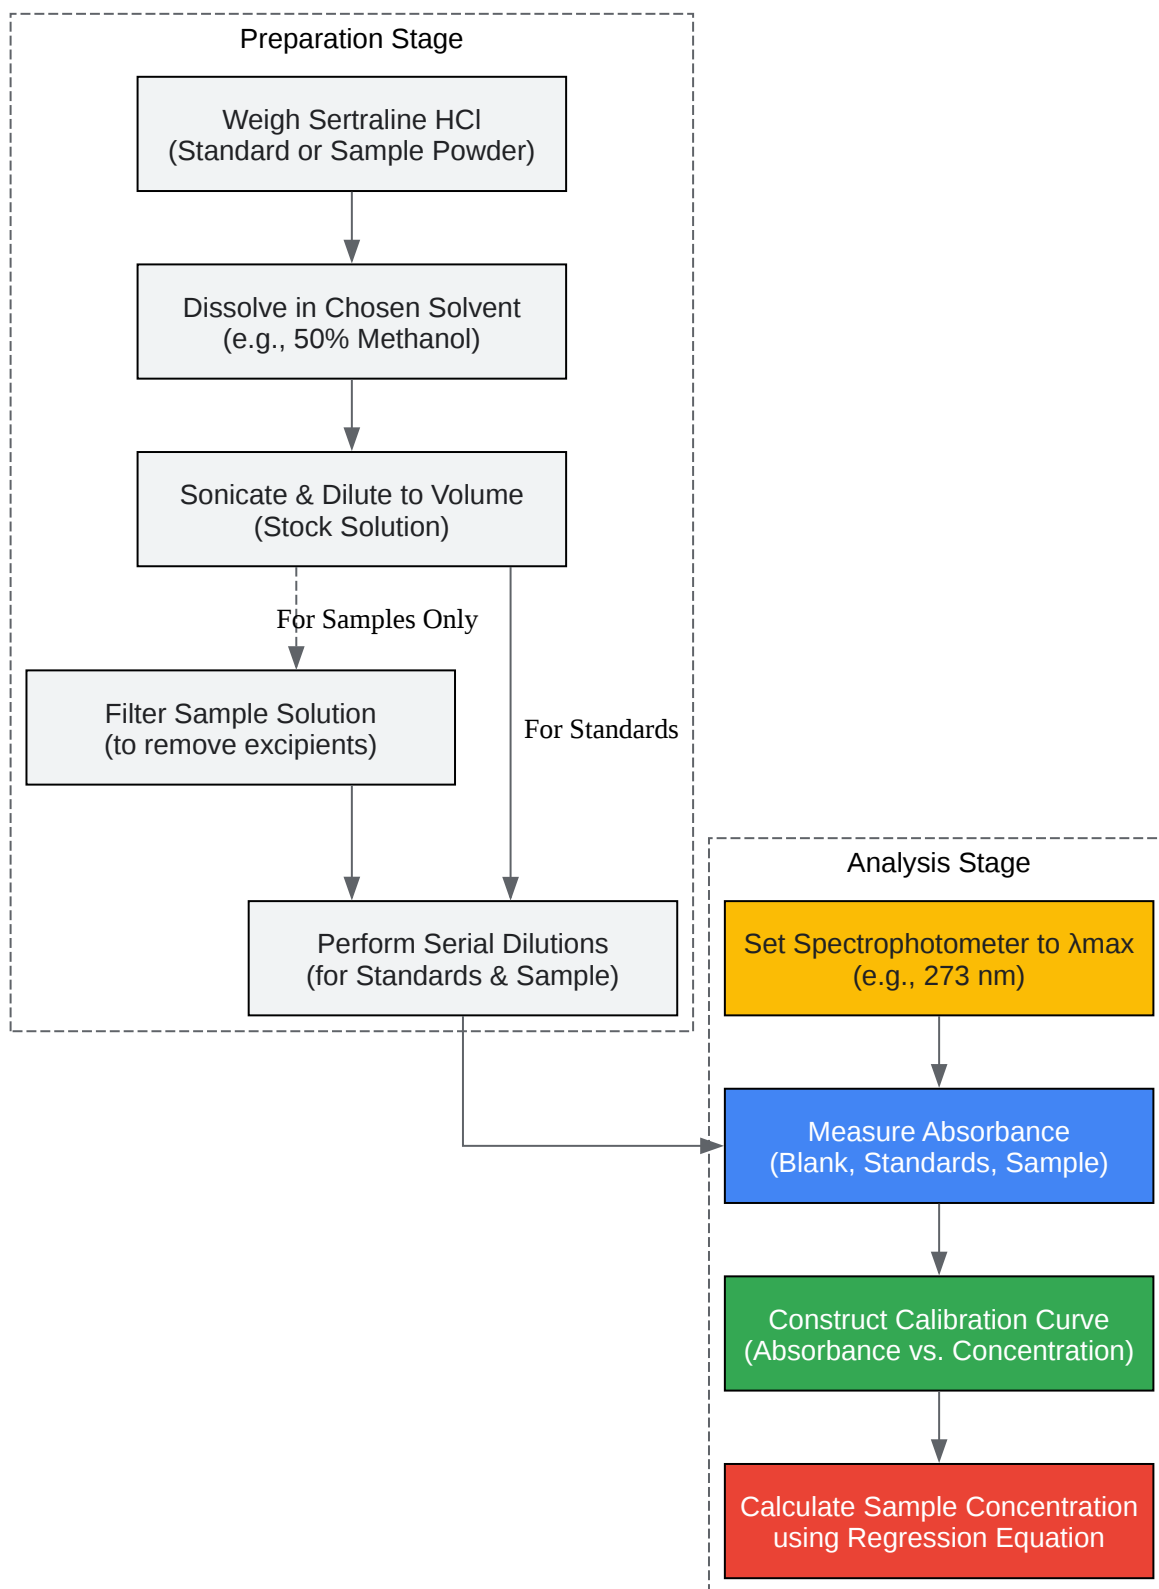 Preparation Stage
Weigh Sertraline HCl
(Standard or Sample Powder)
Dissolve in Chosen Solvent
(e.g., 50% Methanol)
Sonicate & Dilute to Volume
(Stock Solution)
For Samples Only
Filter Sample Solution
(to remove excipients)
For Standards
Perform Serial Dilutions
(for Standards & Sample)
Analysis Stage
Set Spectrophotometer to λmax
(e.g., 273 nm)
Measure Absorbance
(Blank, Standards, Sample)
Construct Calibration Curve
(Absorbance vs. Concentration)
Calculate Sample Concentration
using Regression Equation